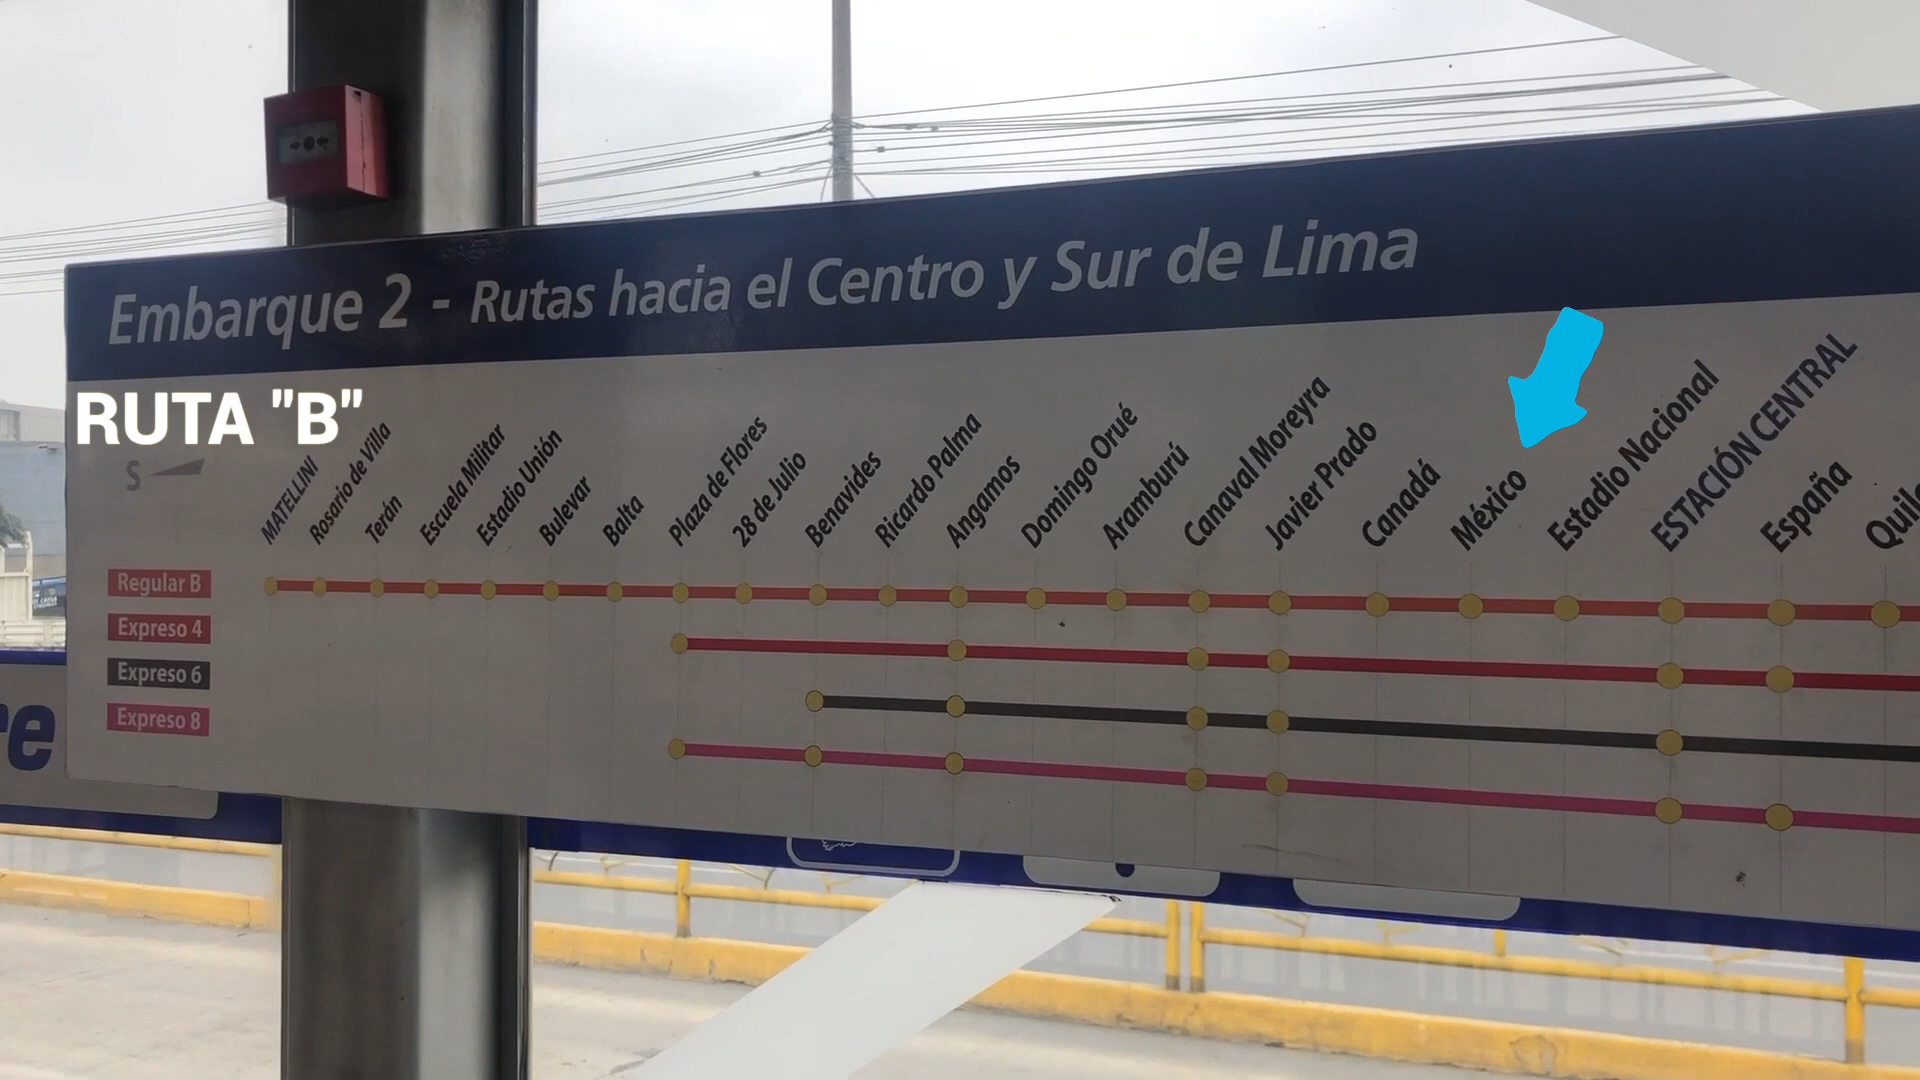 Embarque 2 - Rutas hacia el Centro y Sur de Lima
RUTA "B"
S
MATELLINI
Rosario de Villa
Terán
Escuela Militar
Estadio Unión
Bulevar
Balta
Plaza de Flores
28 de Julio
Benavides
Ricardo Palma
Angamos
Domingo Orué
Aramburú
Canaval Moreyra
Javier Prado
Canadá
México
Estadio Nacional
ESTACIÓN CENTRAL
España
Regular B
Expreso 4
Expreso 6
Expreso 8